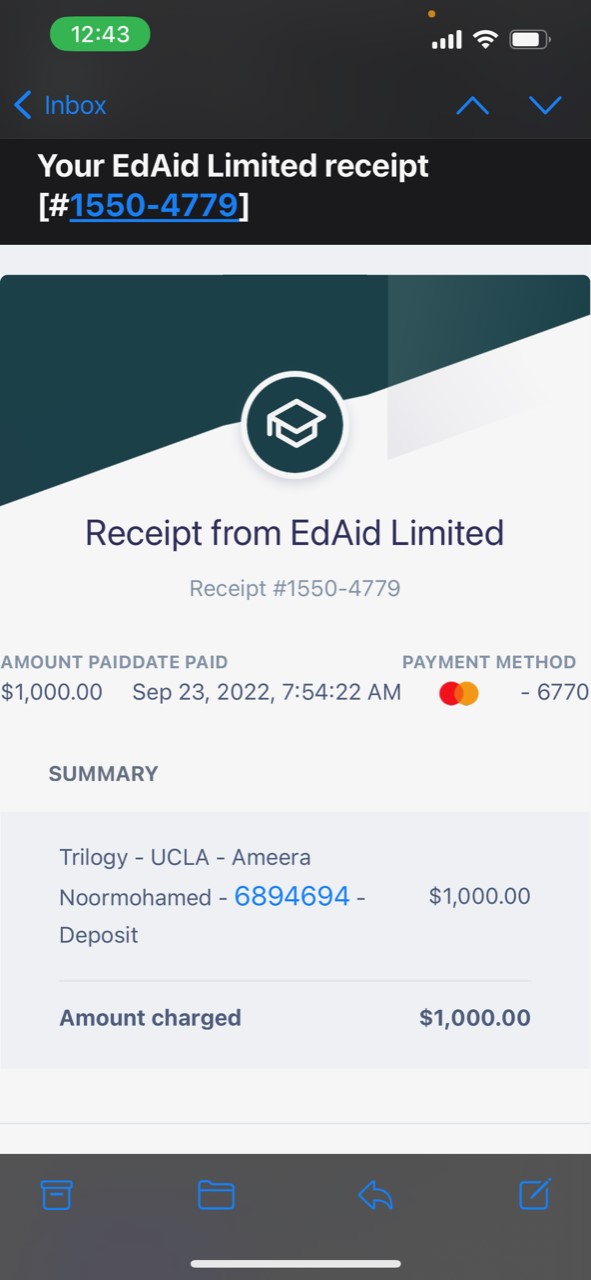 12:43
Inbox
Your EdAid Limited receipt
[#1550-4779]
Receipt from EdAid Limited
Receipt #1550-4779
AMOUNT PAID DATE PAID PAYMENT METHOD
$1,000.00 Sep 23, 2022, 7:54:22 AM - 6770
SUMMARY
Trilogy - UCLA - Ameera
Noormohamed - 6894694 - $1,000.00
Deposit
Amount charged $1,000.00